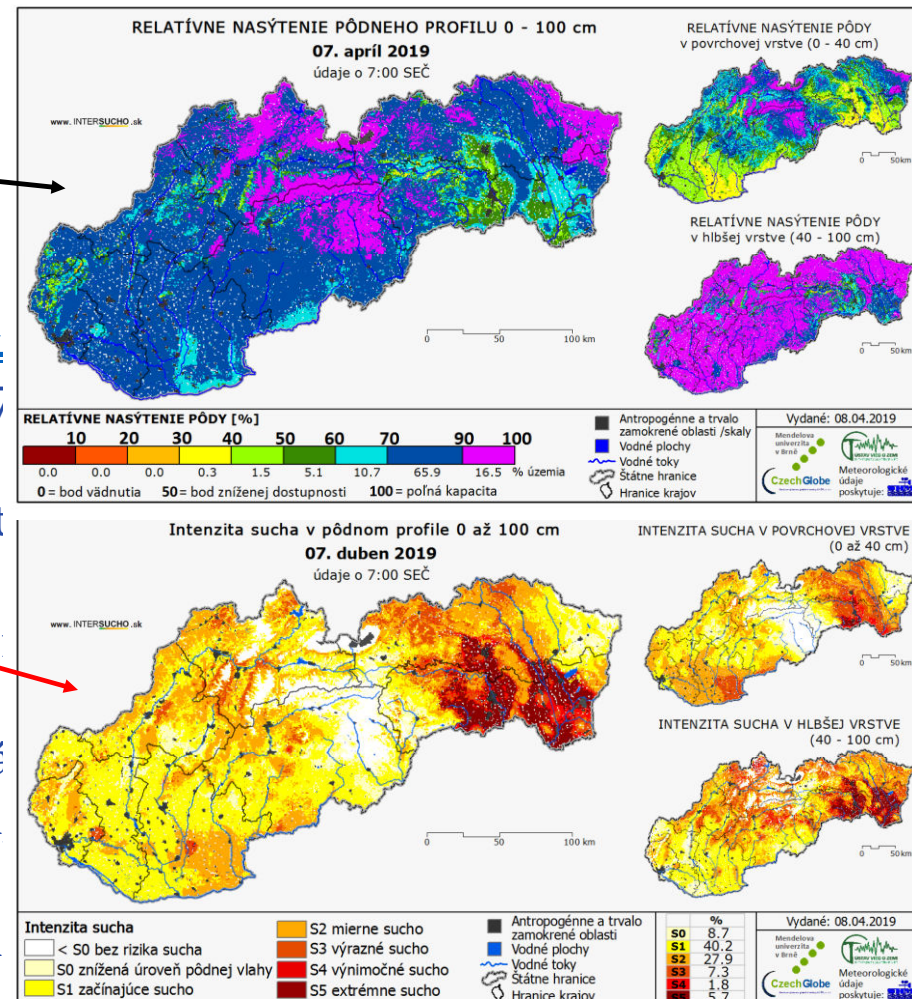 RELATÍVNE NASÝTENIE PÔDNEHO PROFILU 0 - 100 cm
07. apríl 2019
údaje o 7:00 SEČ
www. INTERSUCHO .sk
RELATÍVNE NASÝTENIE PÔDY
v povrchovej vrstve (0 - 40 cm)
0 50km
RELATÍVNE NASÝTENIE PÔDY
v hlbšej vrstve (40 - 100 cm)
0 50km
0 50 100 km
RELATÍVNE NASÝTENIE PÔDY [%]
10 20 30 40 50 60 70 90 100
0.0 0.0 0.0 0.3 1.5 5.1 10.7 65.9 16.5 % územia
0 = bod vädnutia 50 = bod zníženej dostupnosti 100 = poľná kapacita
Antropogénne a trvalo
zamokrené oblasti /skaly
Vodné plochy
Vodné toky
Štátne hranice
Hranice krajov
Vydané: 08.04.2019
Mendelova
univerzita
v Brně
CzechGlobe
Meteorologické
údaje
poskytuje:
Intenzita sucha v pôdnom profile 0 až 100 cm
07. duben 2019
údaje o 7:00 SEČ
www. INTERSUCHO .sk
INTENZITA SUCHA V POVRCHOVEJ VRSTVE
(0 až 40 cm)
0 50km
INTENZITA SUCHA V HLBŠEJ VRSTVE
(40 - 100 cm)
0 50km
0 50 100 km
Intenzita sucha
< S0 bez rizika sucha
S0 znížená úroveň pôdnej vlahy
S1 začínajúce sucho
S2 mierne sucho
S3 výrazné sucho
S4 výnimočné sucho
S5 extrémne sucho
Antropogénne a trvalo
zamokrené oblasti
Vodné plochy
Vodné toky
Štátne hranice
Hranice krajov
%
S0 8.7
S1 40.2
S2 27.9
S3 7.3
S4 1.8
Vydané: 08.04.2019
Mendelova
univerzita
v Brně
CzechGlobe
Meteorologické
údaje
poskytuje: